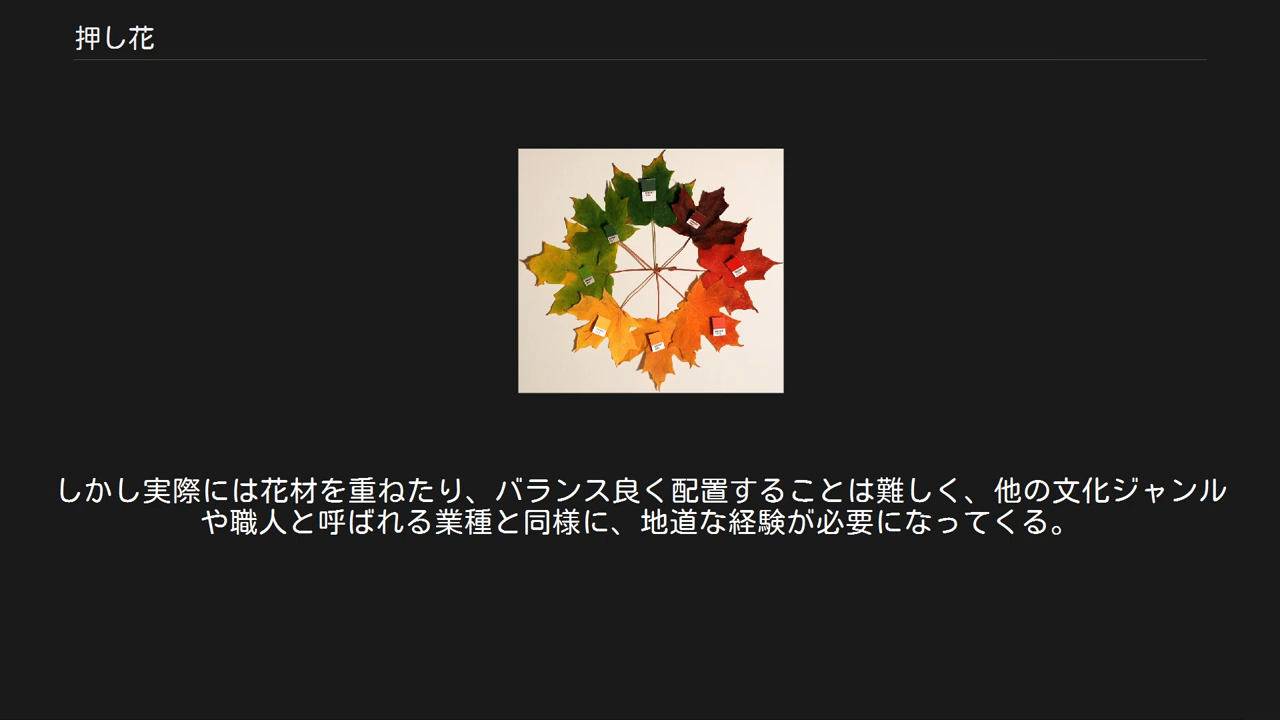 押し花
しかし実際には花材を重ねたり、バランス良く配置することは難しく、他の文化ジャンル
や職人と呼ばれる業種と同様に、地道な経験が必要になってくる。